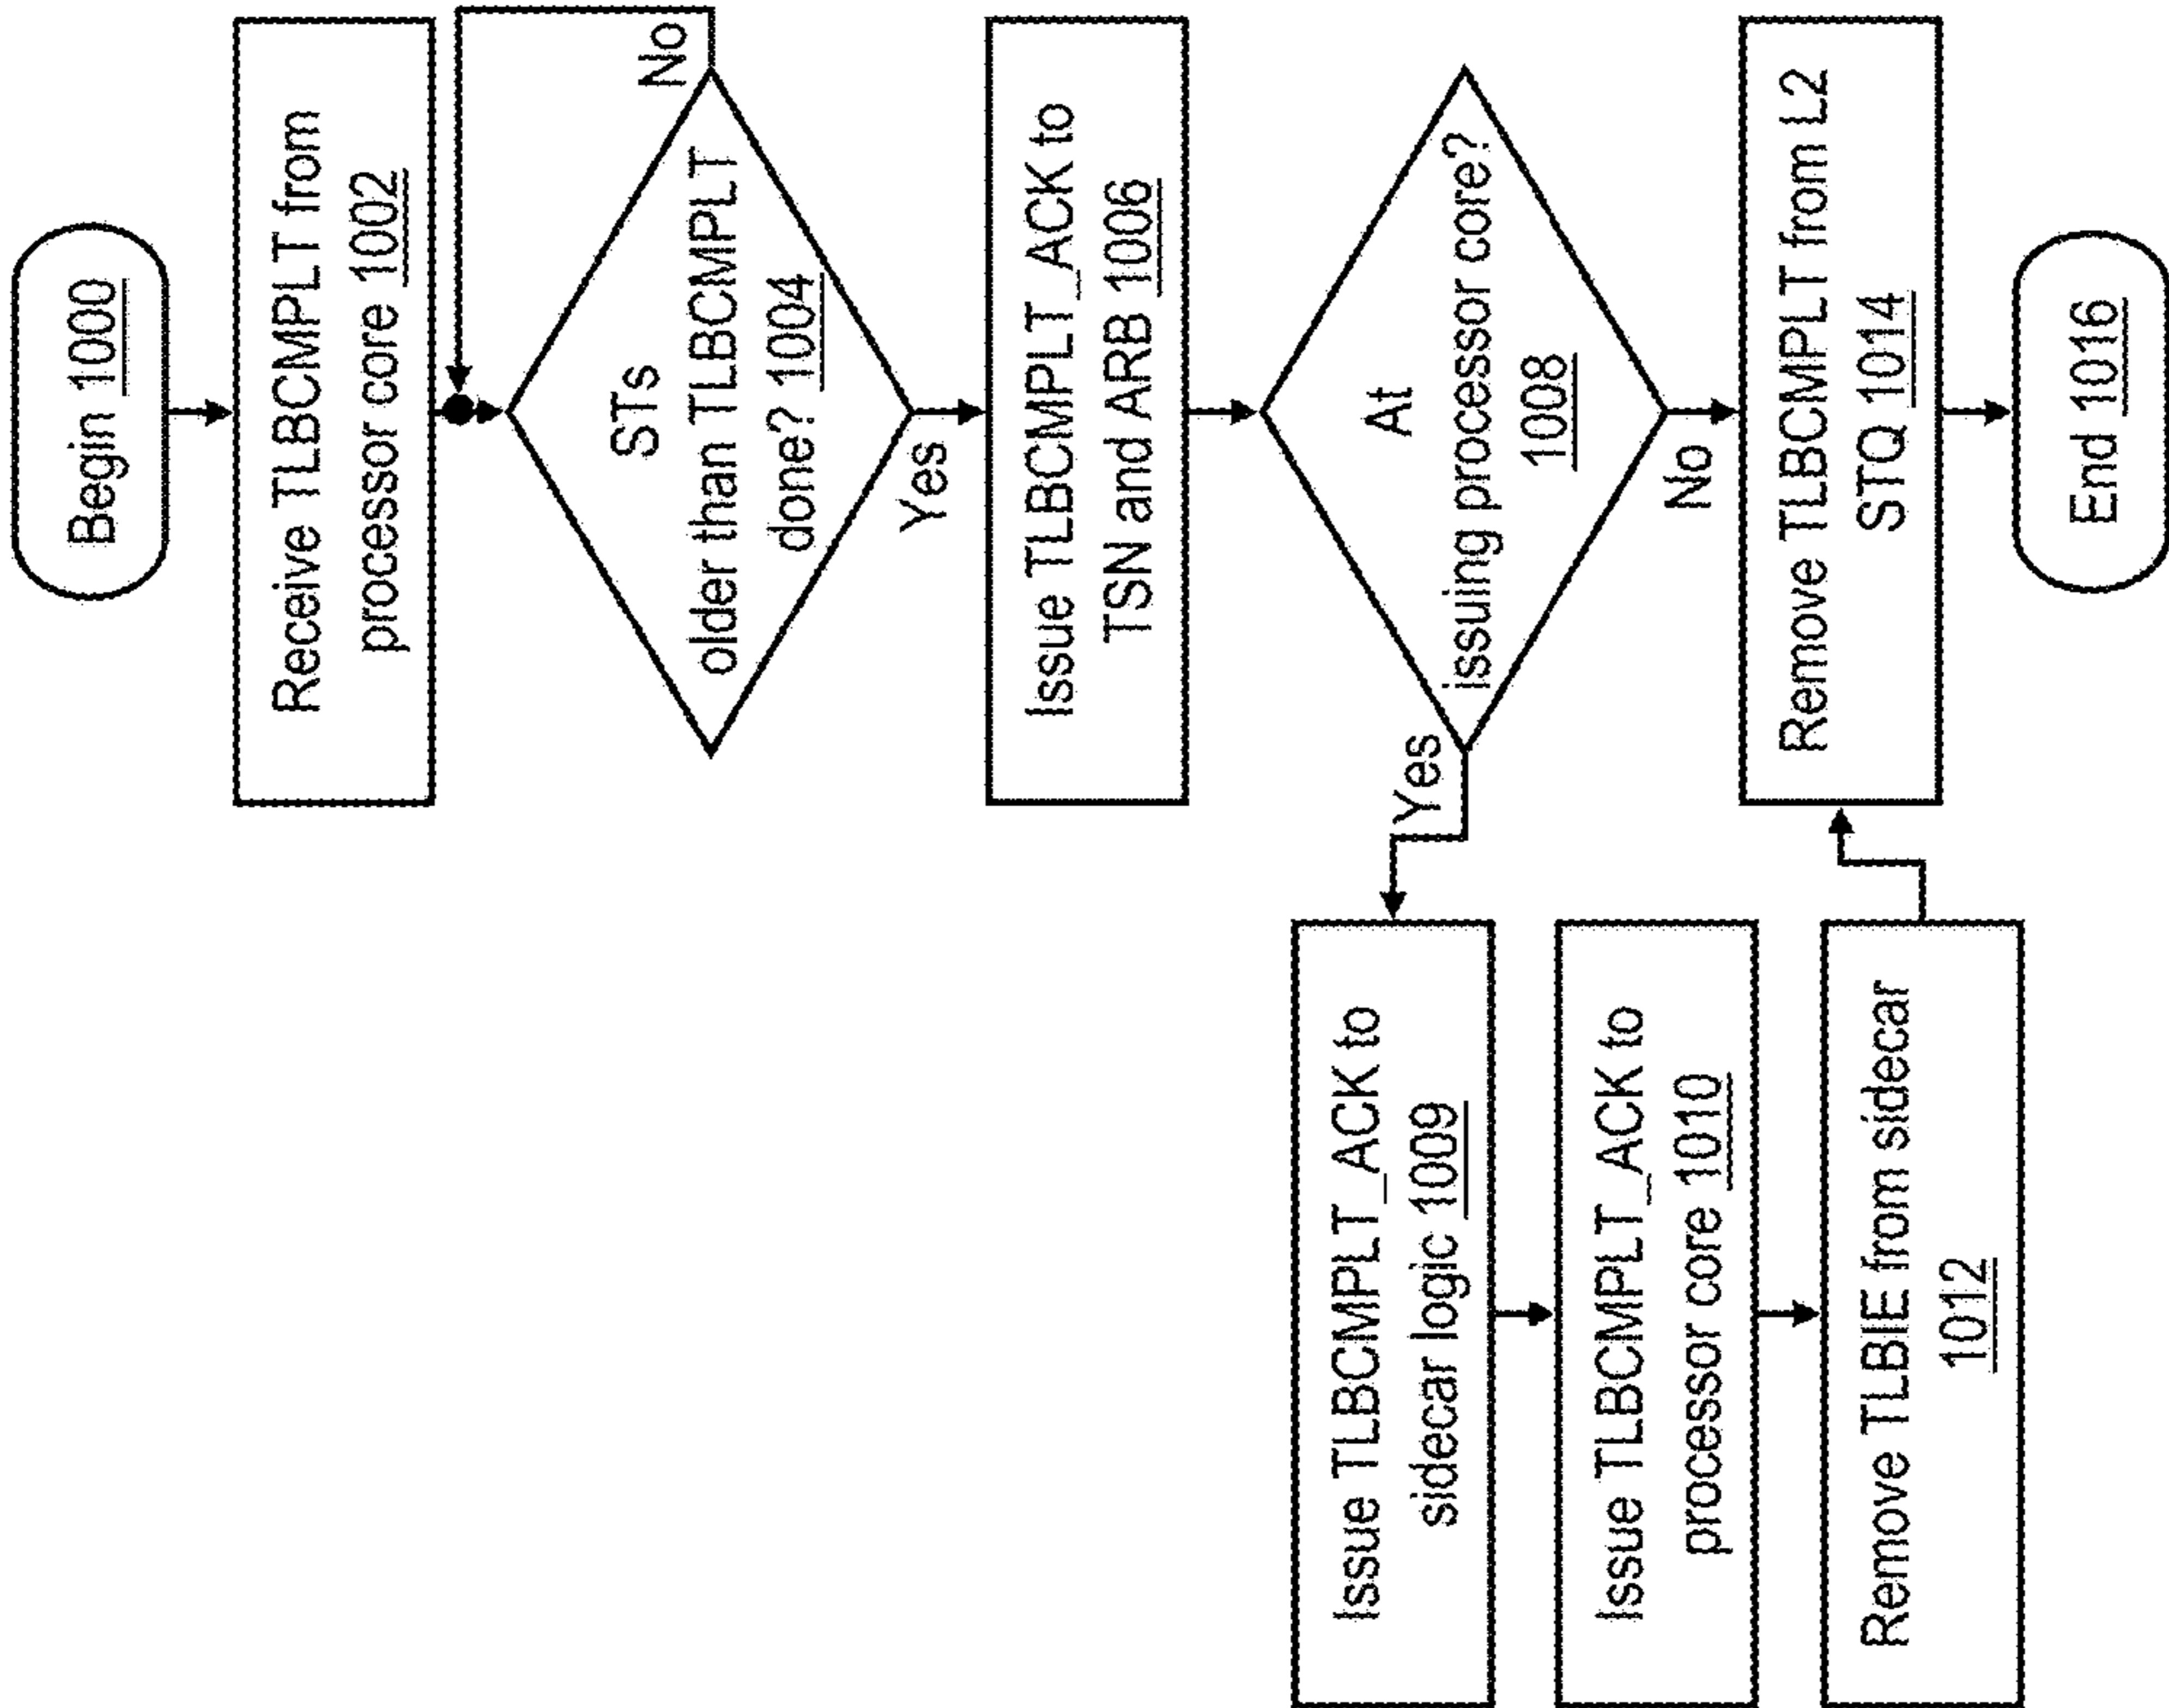 Begin 1000
Receive TLBCMPLT from
processor core 1002
STs
older than TLBCMPLT
done? 1004
No
Yes
Issue TLBCMPLT_ACK to
TSN and ARB 1006
At
issuing processor core?
1008
Yes
No
Issue TLBCMPLT_ACK to
sidecar logic 1009
Issue TLBCMPLT_ACK to
processor core 1010
Remove TLBIE from sidecar
1012
Remove TLBCMPLT from L2
STQ 1014
End 1016